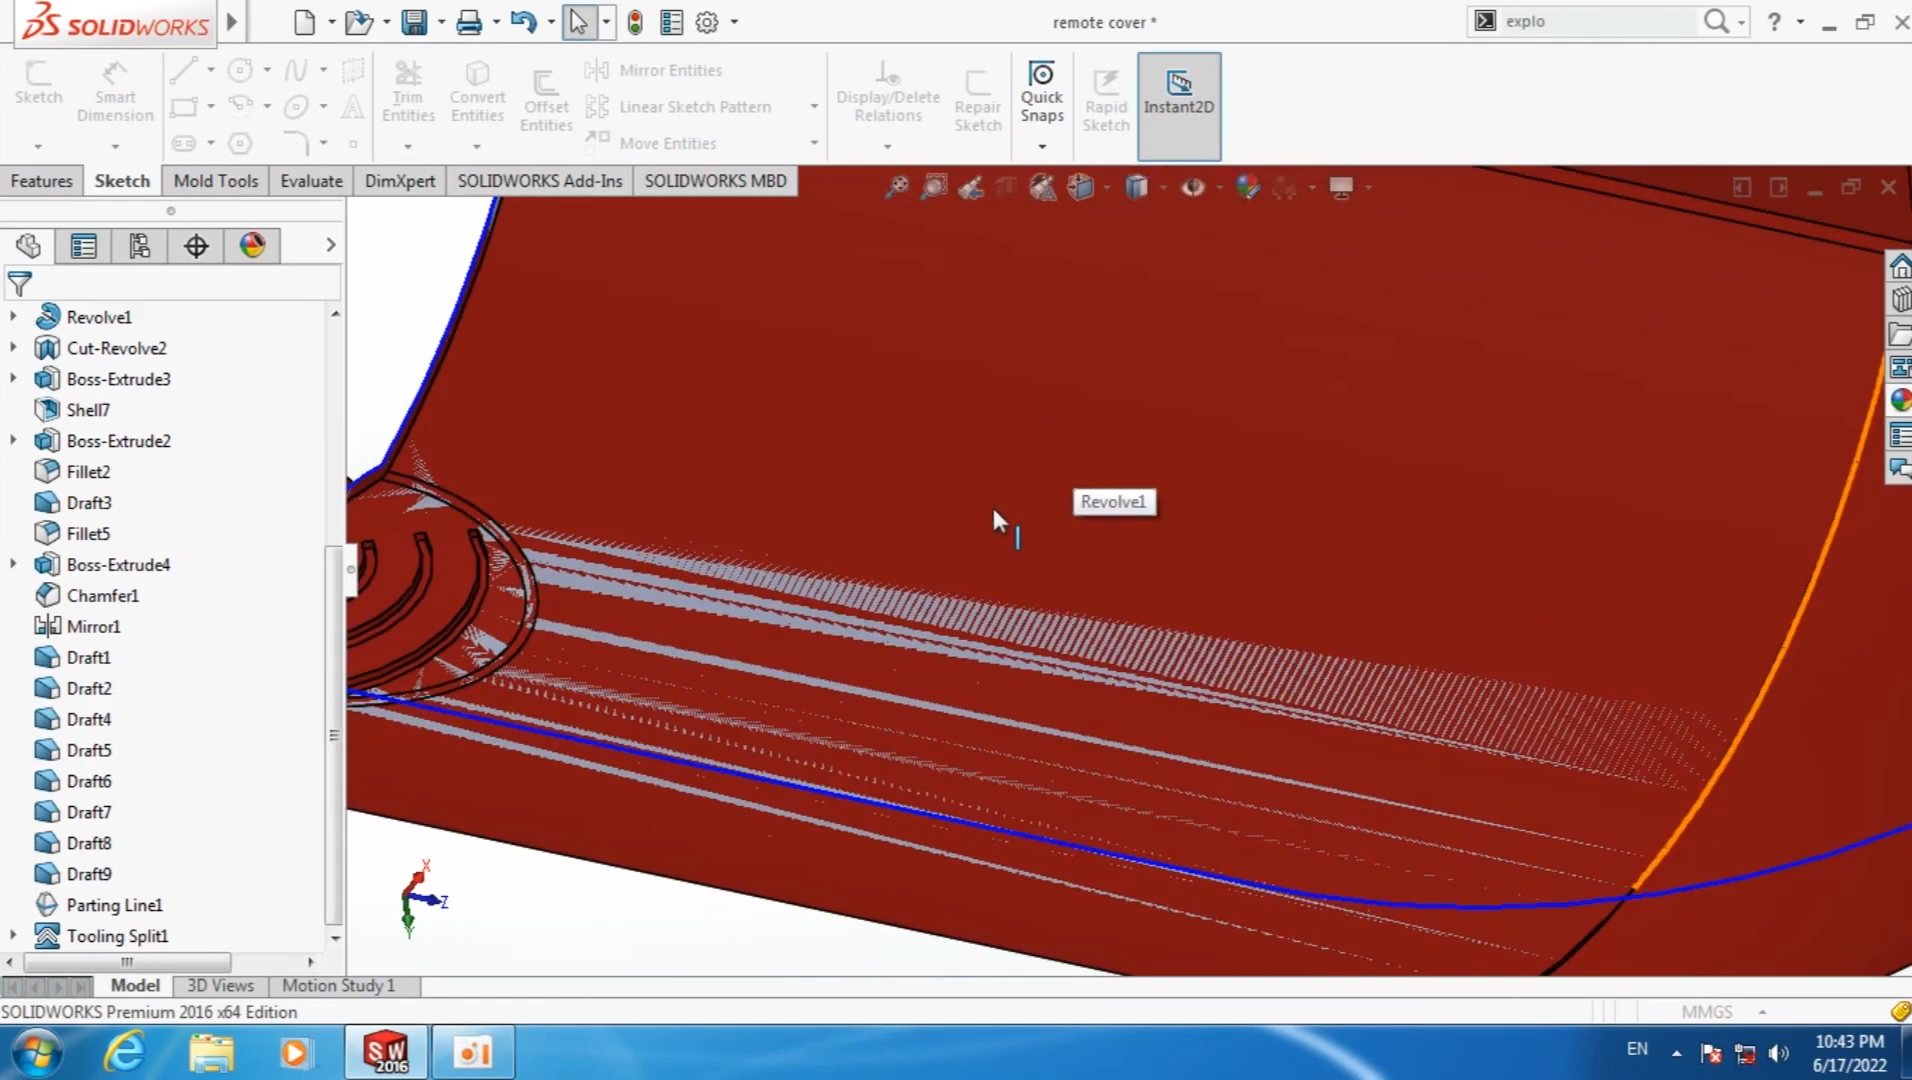 SOLIDWORKS
remote cover *
explo
?
Sketch
Smart
Dimension
Trim
Entities
Convert
Entities
Offset
Entities
Mirror Entities
Linear Sketch Pattern
Move Entities
Display/Delete
Relations
Repair
Sketch
Quick
Snaps
Rapid
Sketch
Instant2D
Features
Sketch
Mold Tools
Evaluate
DimXpert
SOLIDWORKS Add-Ins
SOLIDWORKS MBD
Revolve1
Cut-Revolve2
Boss-Extrude3
Shell7
Boss-Extrude2
Fillet2
Draft3
Fillet5
Boss-Extrude4
Chamfer1
Mirror1
Draft1
Draft2
Draft4
Draft5
Draft6
Draft7
Draft8
Draft9
Parting Line1
Tooling Split1
Revolve1
X
Z
Y
Model
3D Views
Motion Study 1
SOLIDWORKS Premium 2016 x64 Edition
MMGS
SW
2016
EN
10:43 PM
6/17/2022